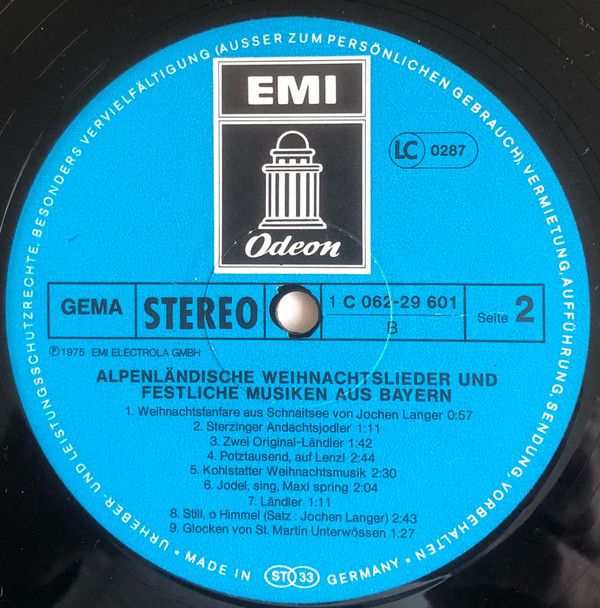 URHEBER- UND LEISTUNGSSCHUTZRECHTE, BESONDERS VERVIELFÄLTIGUNG (AUSSER ZUM PERSÖNLICHEN GEBRAUCH), VERMIETUNG, AUFFÜHRUNG, SENDUNG, VORBEHALTEN
EMI
Odeon
LC 0287
GEMA
STEREO
1 C 062-29 601
B
Seite 2
℗ 1975 EMI ELECTROLA GMBH
ALPENLÄNDISCHE WEIHNACHTSLIEDER UND
FESTLICHE MUSIKEN AUS BAYERN
1. Weihnachtsfanfare aus Schnaitsee von Jochen Langer 0:57
2. Sterzinger Andachtsjodler 1:11
3. Zwei Original-Ländler 1:42
4. Potztausend, auf Lenzl 2:44
5. Kohlstatter Weihnachtsmusik 2:30
6. Jodel, sing, Maxi spring 2:04
7. Ländler 1:11
8. Still, o Himmel (Satz : Jochen Langer) 2:43
9. Glocken von St. Martin Unterwössen 1:27
• MADE IN ST 33 GERMANY •